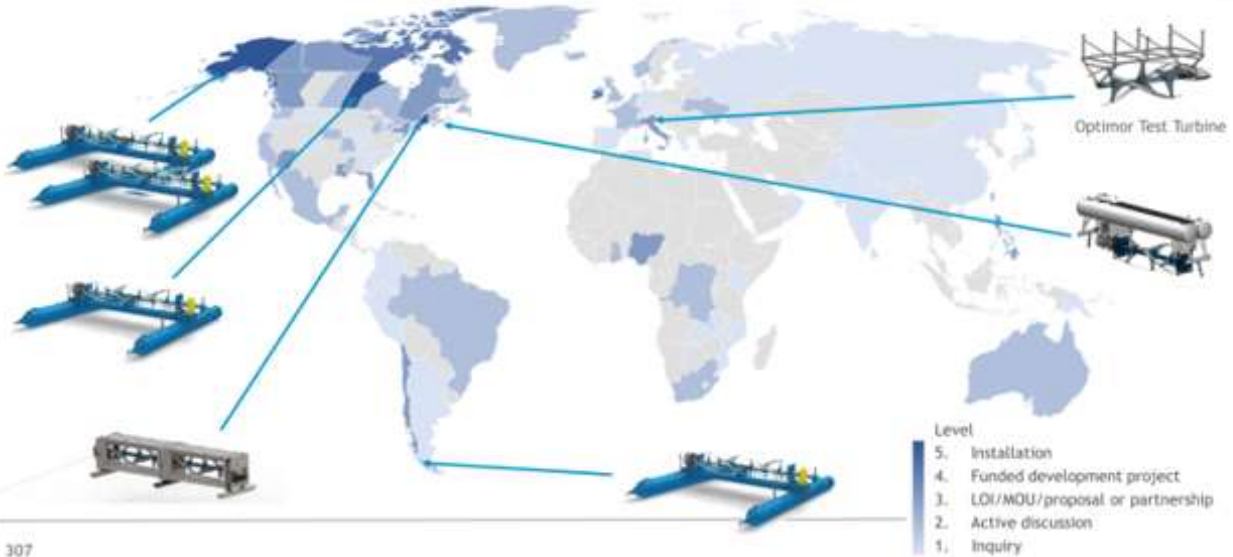 Optimor Test Turbine
Level
5. Installation
4. Funded development project
3. LOI/MOU/proposal or partnership
2. Active discussion
1. Inquiry
307